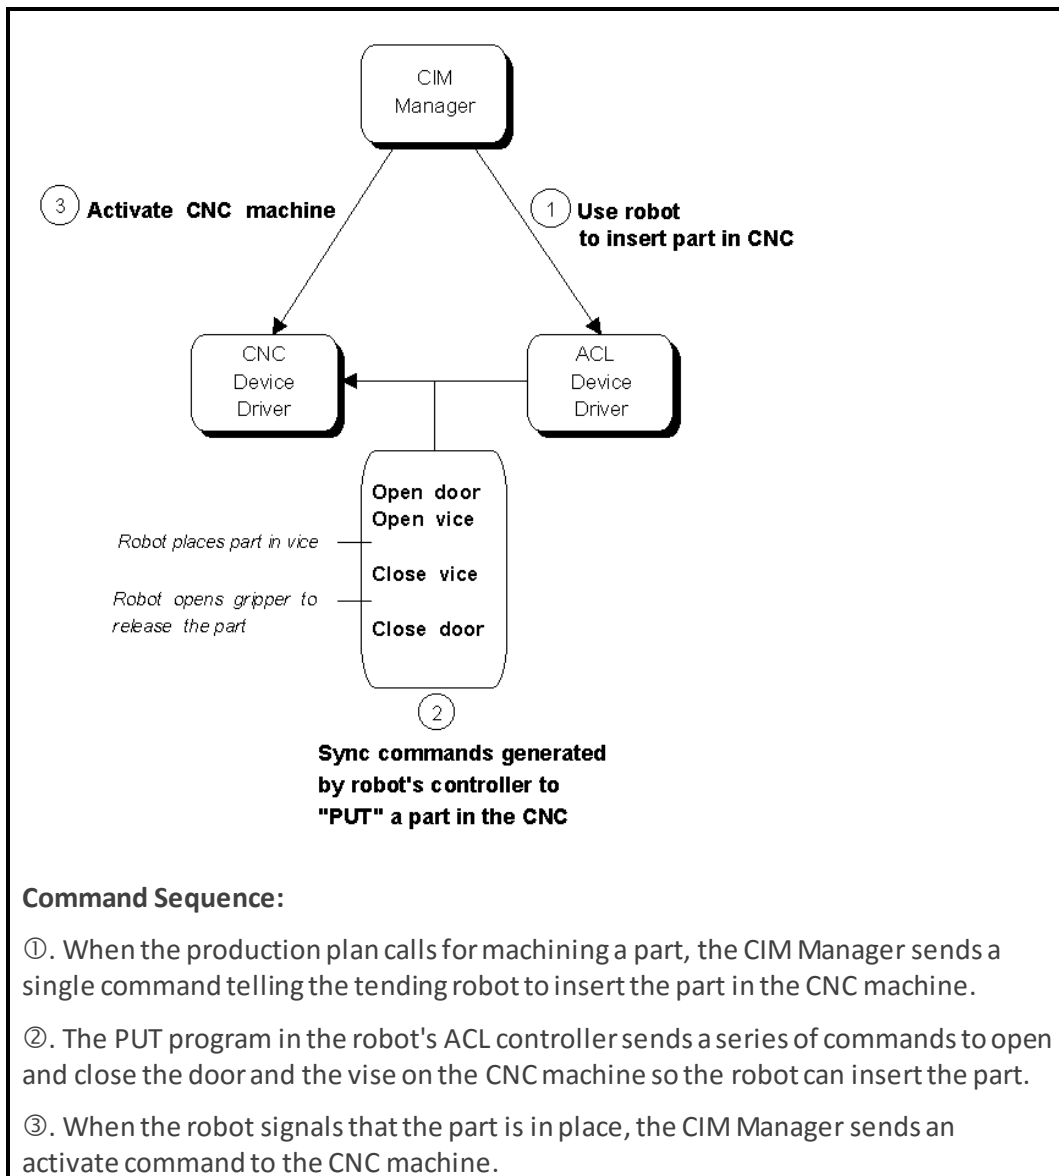 CIM
Manager
3 Activate CNC machine
1 Use robot
to insert part in CNC
CNC
Device
Driver
ACL
Device
Driver
Open door
Open vice
Robot places part in vice
Close vice
Robot opens gripper to
release the part
Close door
2
Sync commands generated
by robot's controller to
"PUT" a part in the CNC
Command Sequence:
①. When the production plan calls for machining a part, the CIM Manager sends a
single command telling the tending robot to insert the part in the CNC machine.
②. The PUT program in the robot's ACL controller sends a series of commands to open
and close the door and the vise on the CNC machine so the robot can insert the part.
③. When the robot signals that the part is in place, the CIM Manager sends an
activate command to the CNC machine.